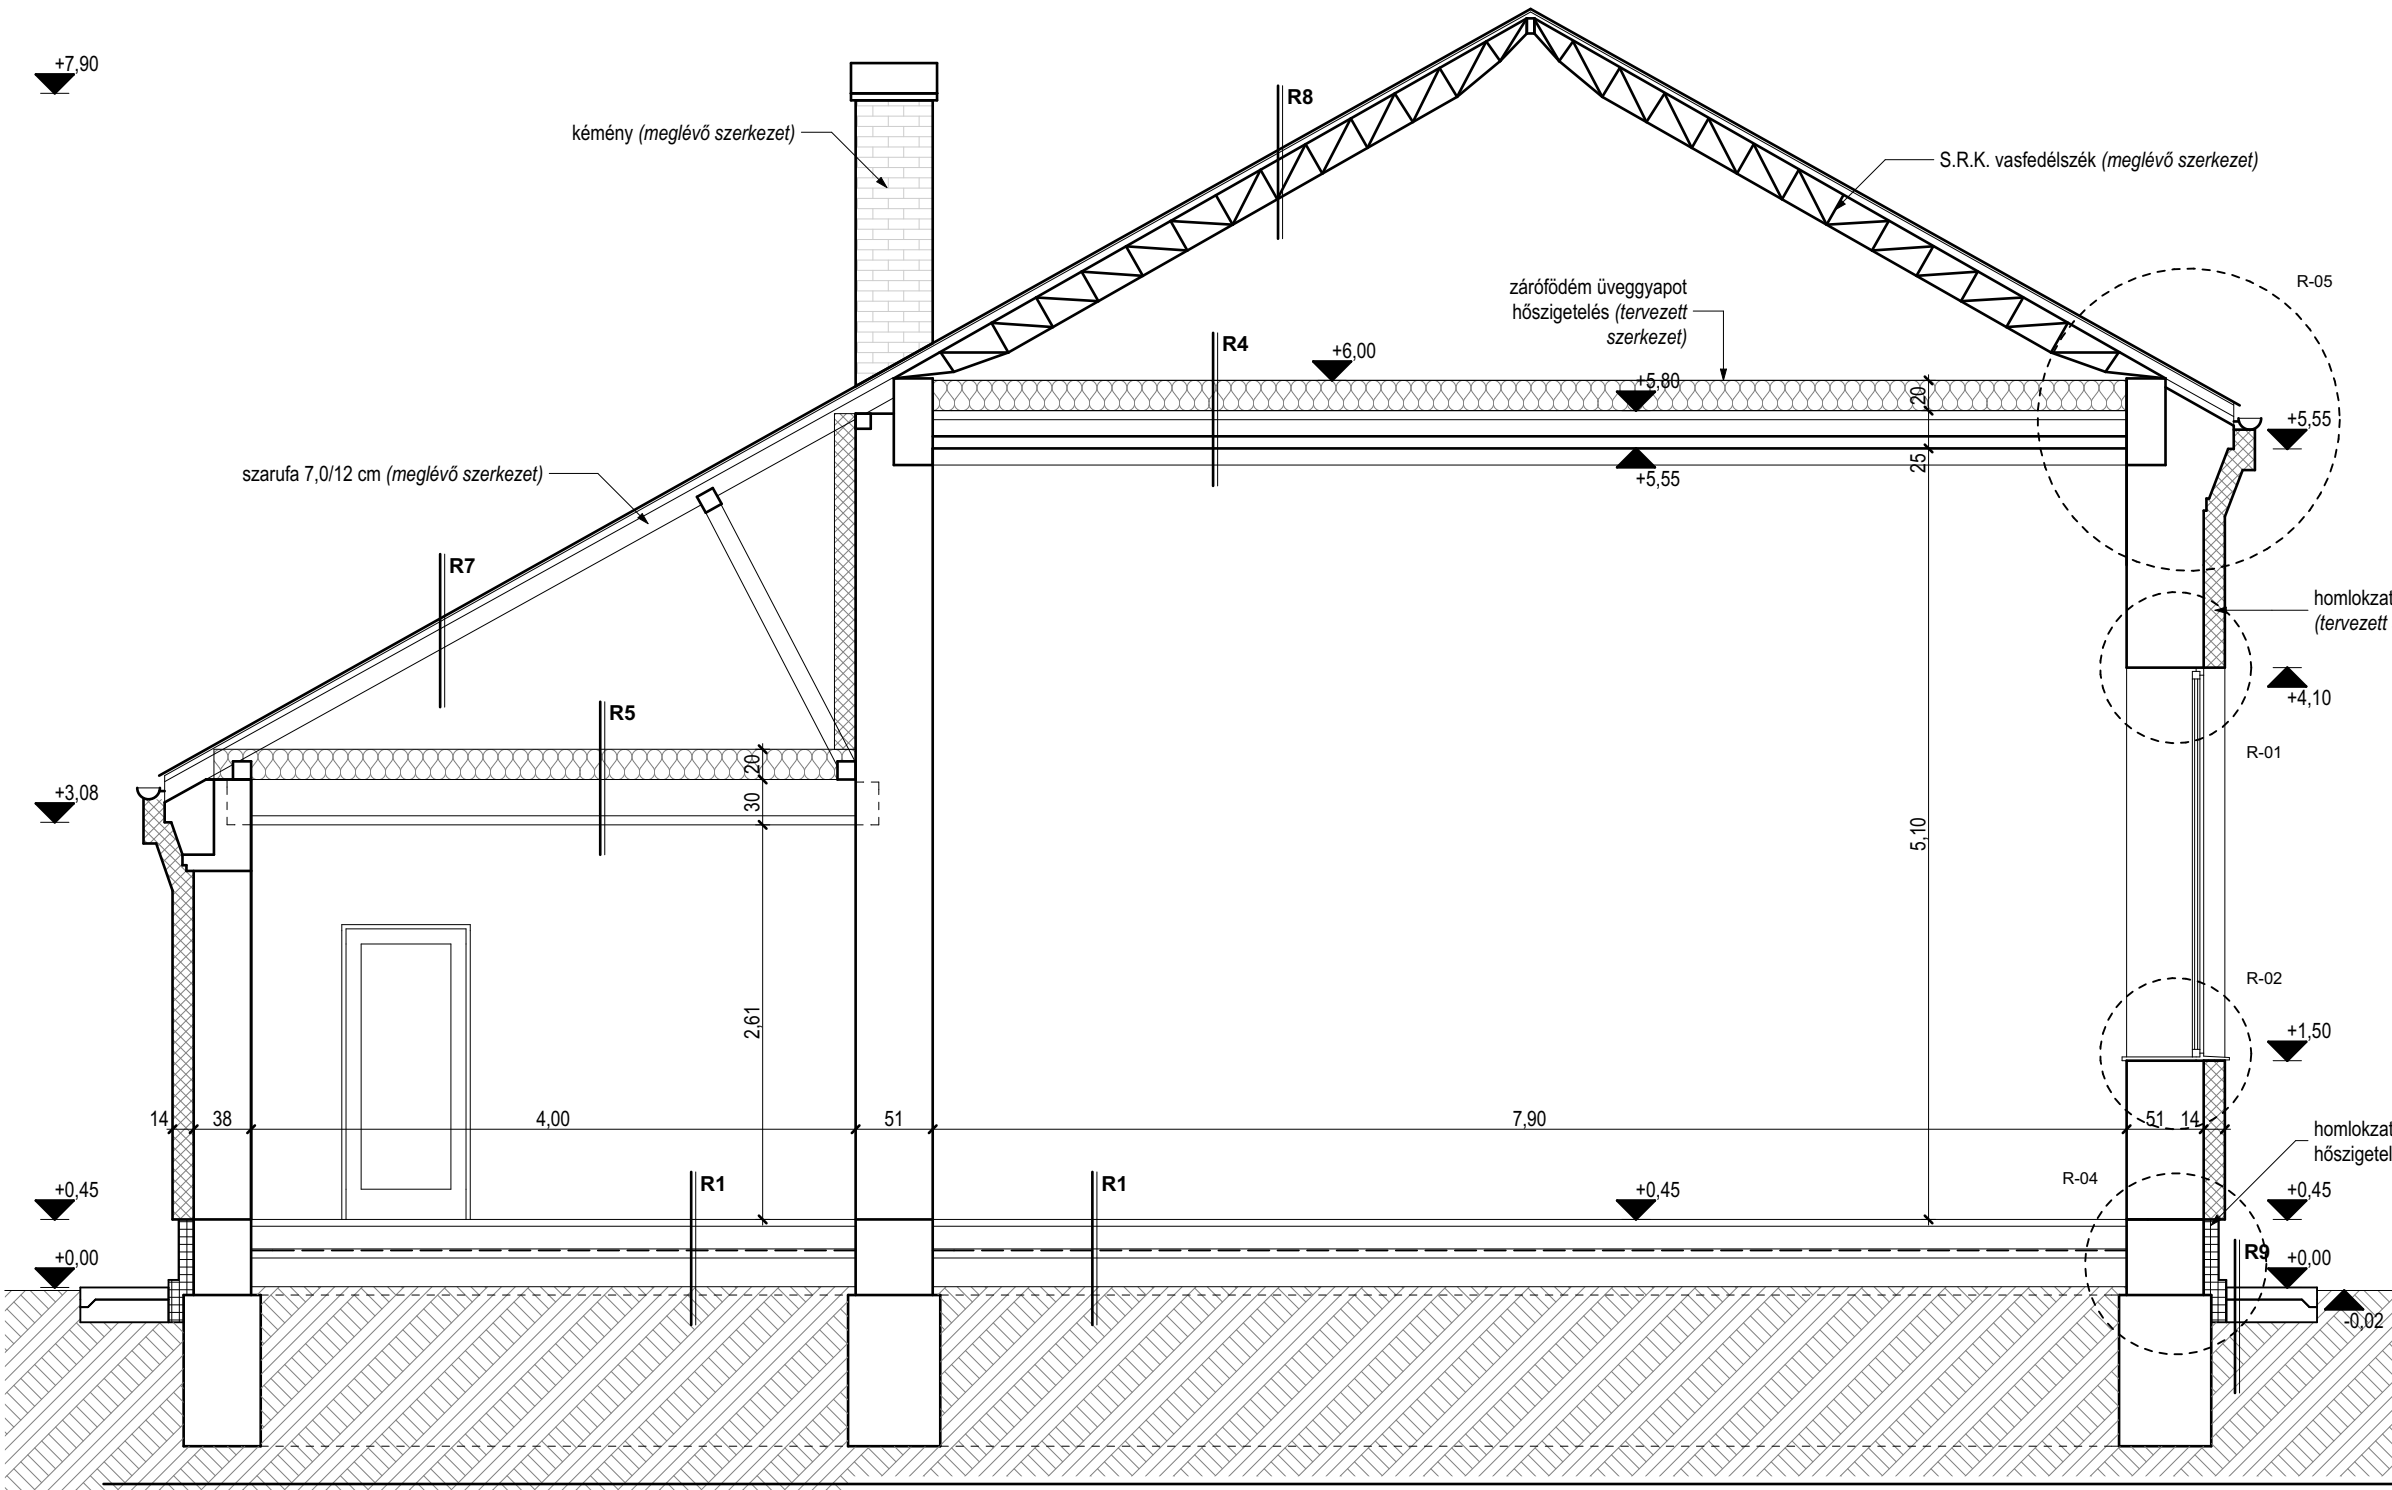 +7,90
kémény (meglévő szerkezet)
R8
S.R.K. vasfedélszék (meglévő szerkezet)
R-05
zárófödém üveggyapot
hőszigetelés (tervezett
szerkezet)
R4
+6,00
+5,80
20
+5,55
25
+5,55
szarufa 7,0/12 cm (meglévő szerkezet)
R7
homlokzat
(tervezett
+4,10
R5
R-01
20
+3,08
30
5,10
R-02
2,61
+1,50
14
38
4,00
51
7,90
51
14
homlokzat
hőszigetel
R1
R1
R-04
+0,45
+0,45
+0,45
+0,00
R9
+0,00
-0,02